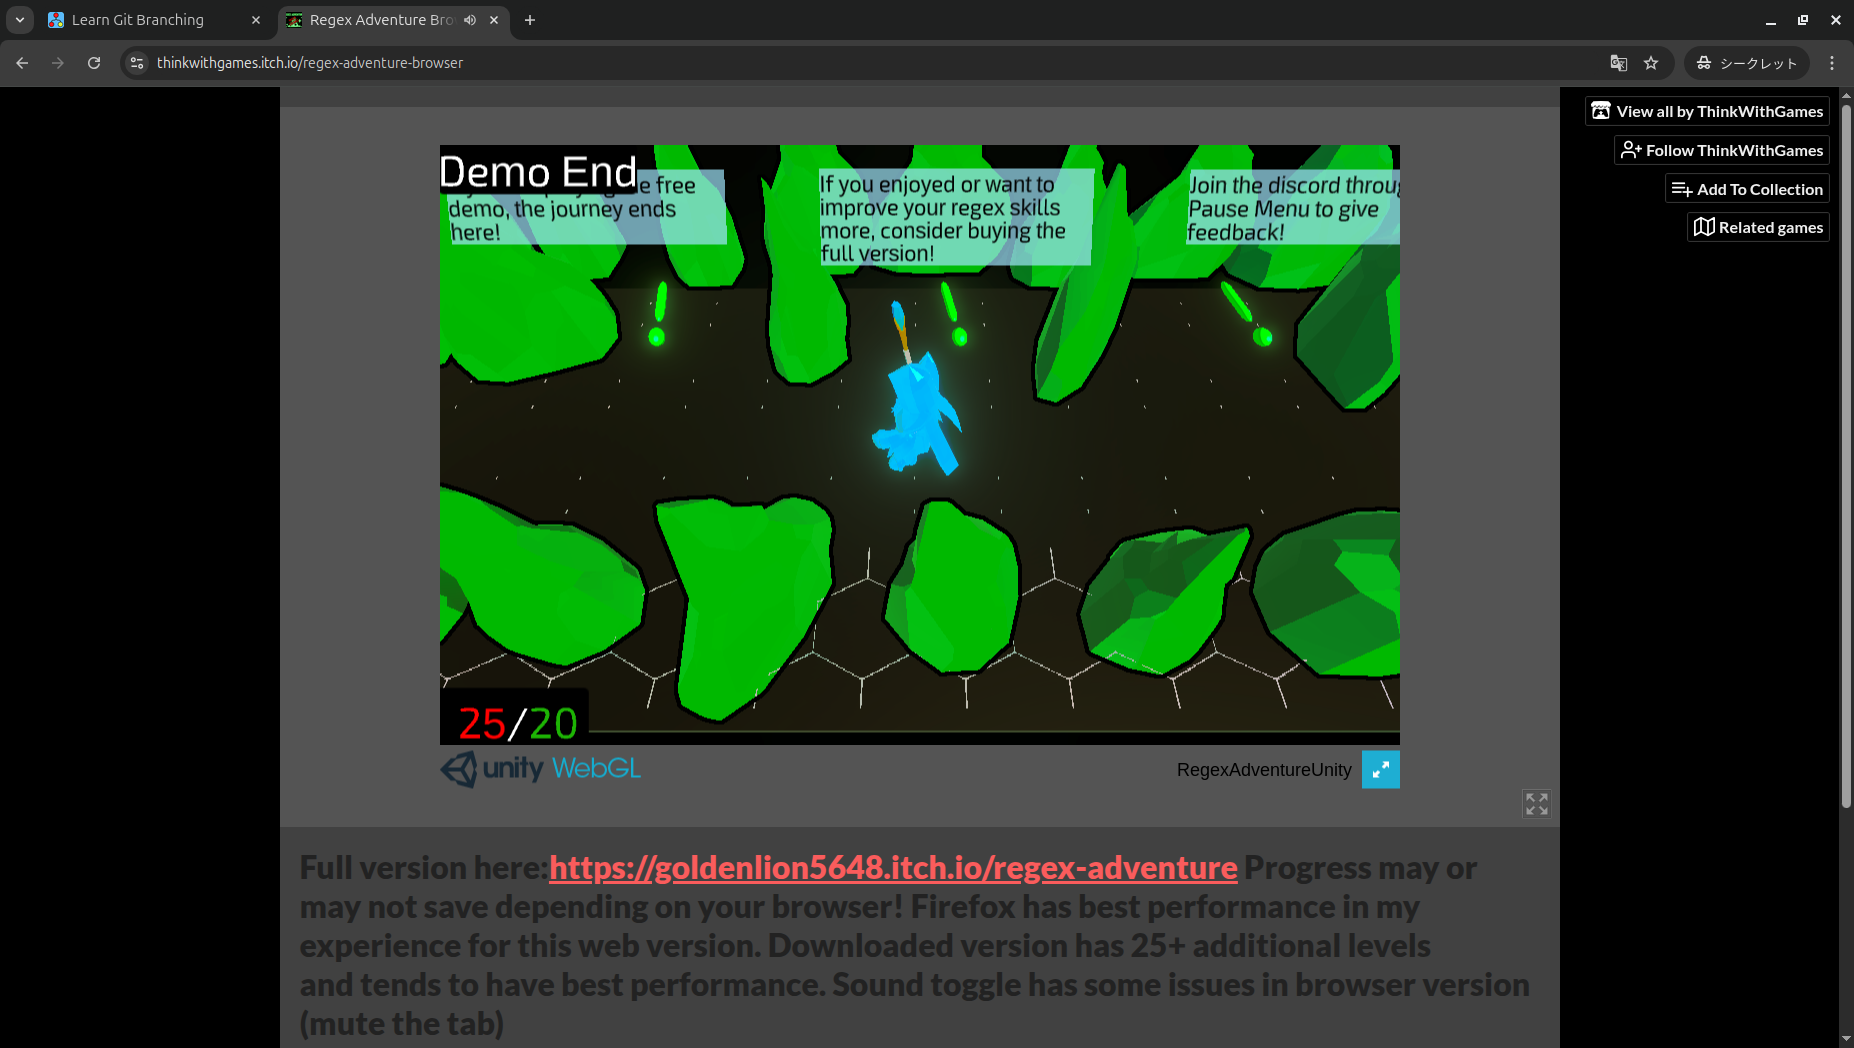 Learn Git Branching
Regex Adventure Bro
thinkwithgames.itch.io/regex-adventure-browser
シークレット
View all by ThinkWithGames
Follow ThinkWithGames
Add To Collection
Related games
Demo End
free
demo, the journey ends
here!
If you enjoyed or want to
improve your regex skills
more, consider buying the
full version!
Join the discord throug
Pause Menu to give
feedback!
25/20
unity WebGL
RegexAdventureUnity
Full version here:https://goldenlion5648.itch.io/regex-adventure Progress may or
may not save depending on your browser! Firefox has best performance in my
experience for this web version. Downloaded version has 25+ additional levels
and tends to have best performance. Sound toggle has some issues in browser version
(mute the tab)